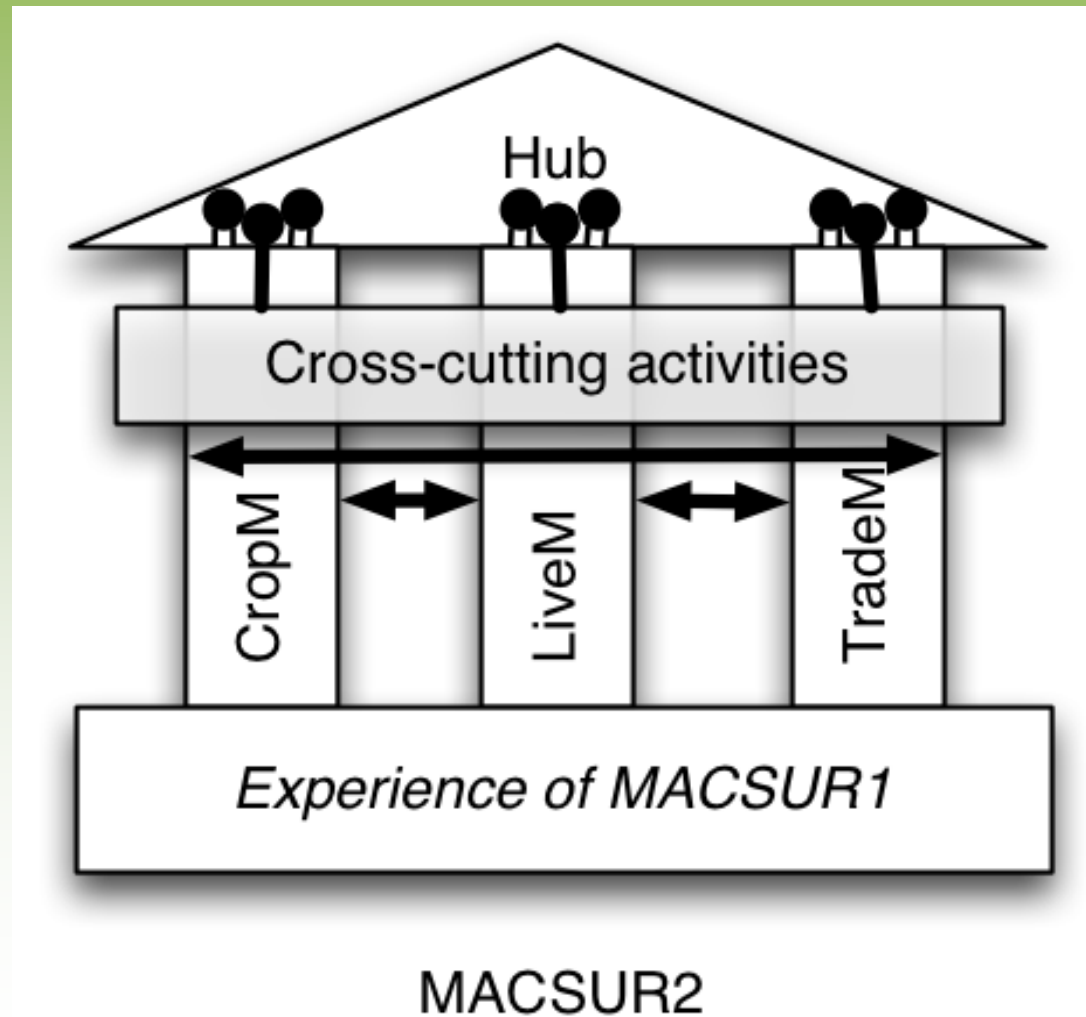 Hub
Cross-cutting activities
CropM
LiveM
TradeM
Experience of MACSUR1
MACSUR2